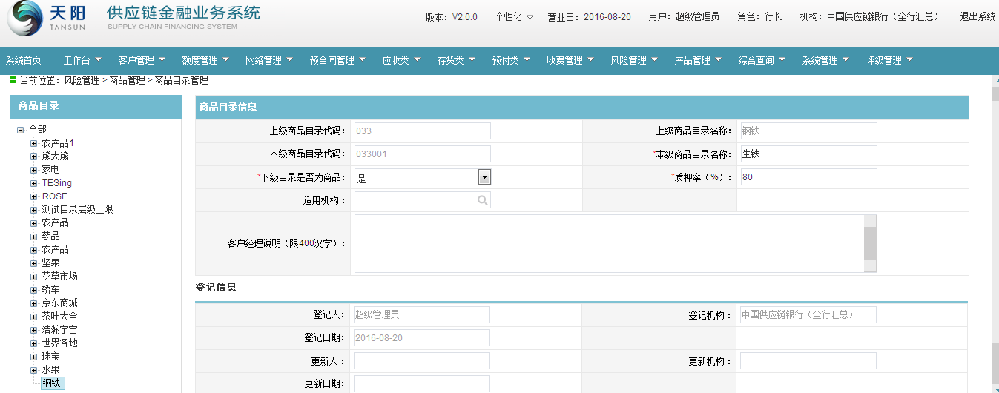 天阳 TANSUN 供应链金融业务系统 SUPPLY CHAIN FINANCING SYSTEM
版本：V2.0.0 个性化 营业日：2016-08-20 用户：超级管理员 角色：行长 机构：中国供应链银行（全行汇总） 退出系统
系统首页 工作台 客户管理 额度管理 网络管理 预合同管理 应收类 存货类 预付类 收费管理 风险管理 产品管理 综合查询 系统管理 评级管理
当前位置：风险管理 > 商品管理 > 商品目录管理
商品目录
全部
农产品1
熊大熊二
家电
TESing
ROSE
测试目录层级上限
农产品
药品
农产品
坚果
花草市场
轿车
京东商城
茶叶大全
浩瀚宇宙
世界各地
珠宝
水果
钢铁
商品目录信息
上级商品目录代码： 033 上级商品目录名称： 钢铁
本级商品目录代码： 033001 *本级商品目录名称： 生铁
*下级目录是否为商品： 是 *质押率（%）： 80
适用机构：
客户经理说明（限400汉字）：
登记信息
登记人： 超级管理员 登记机构： 中国供应链银行（全行汇总）
登记日期： 2016-08-20
更新人： 更新机构：
更新日期：